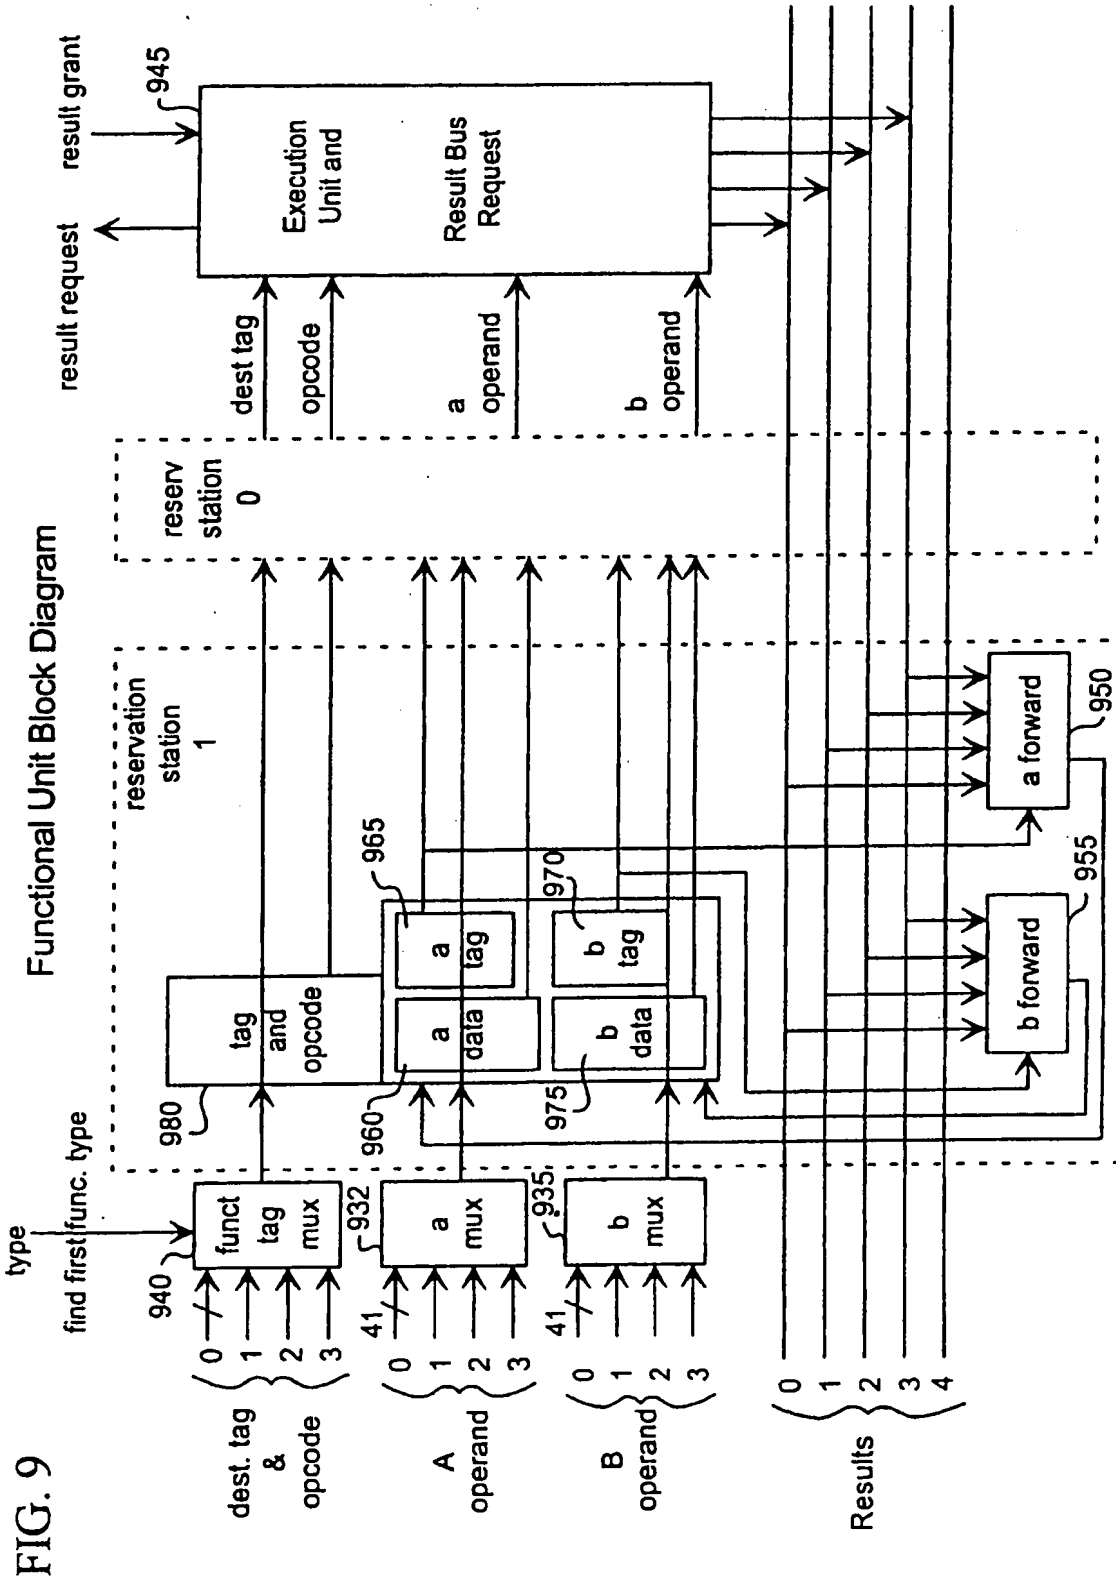 FIG. 9
Functional Unit Block Diagram
type
find first func. type
result request
result grant
940
funct
tag
mux
dest. tag
&
opcode
0
1
2
3
980
tag
and
opcode
reservation
station
1
reserv
station
0
dest tag
opcode
a
operand
b
operand
945
Execution
Unit and
Result Bus
Request
A
operand
41
0
1
2
3
932
a
mux
960
a
data
965
a
tag
B
operand
41
0
1
2
3
935
b
mux
975
b
data
970
b
tag
Results
0
1
2
3
4
b forward
955
a forward
950